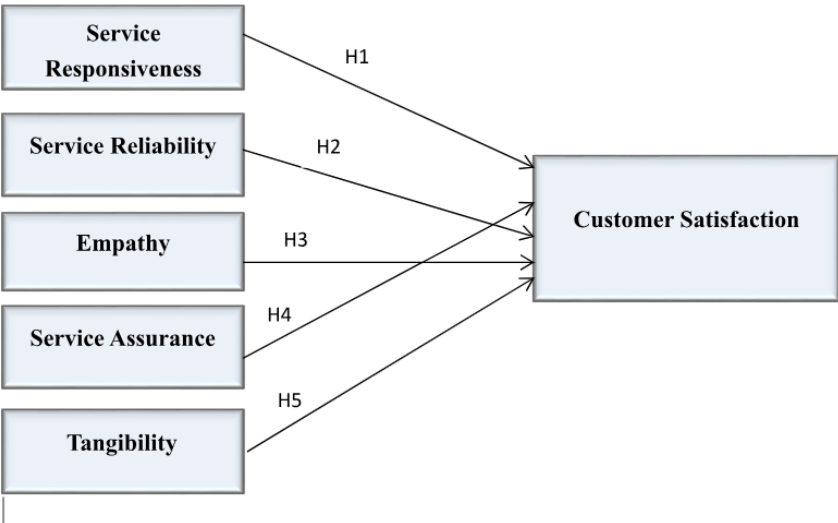 Service
Responsiveness
H1
Service Reliability
H2
Customer Satisfaction
Empathy
H3
Service Assurance
H4
Tangibility
H5